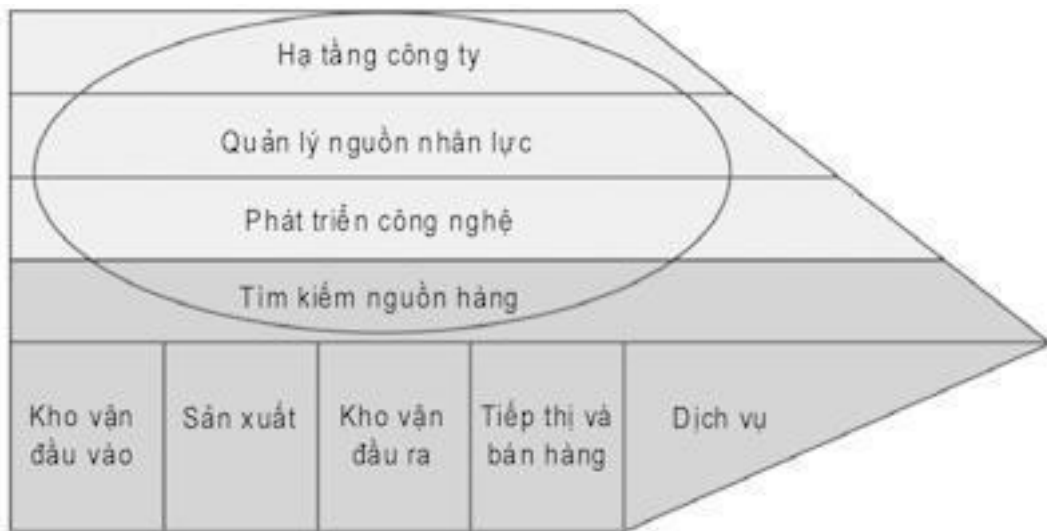 Hạ tầng công ty
Quản lý nguồn nhân lực
Phát triển công nghệ
Tìm kiếm nguồn hàng
Kho vận
đầu vào
Sản xuất
Kho vận
đầu ra
Tiếp thị và
bán hàng
Dịch vụ